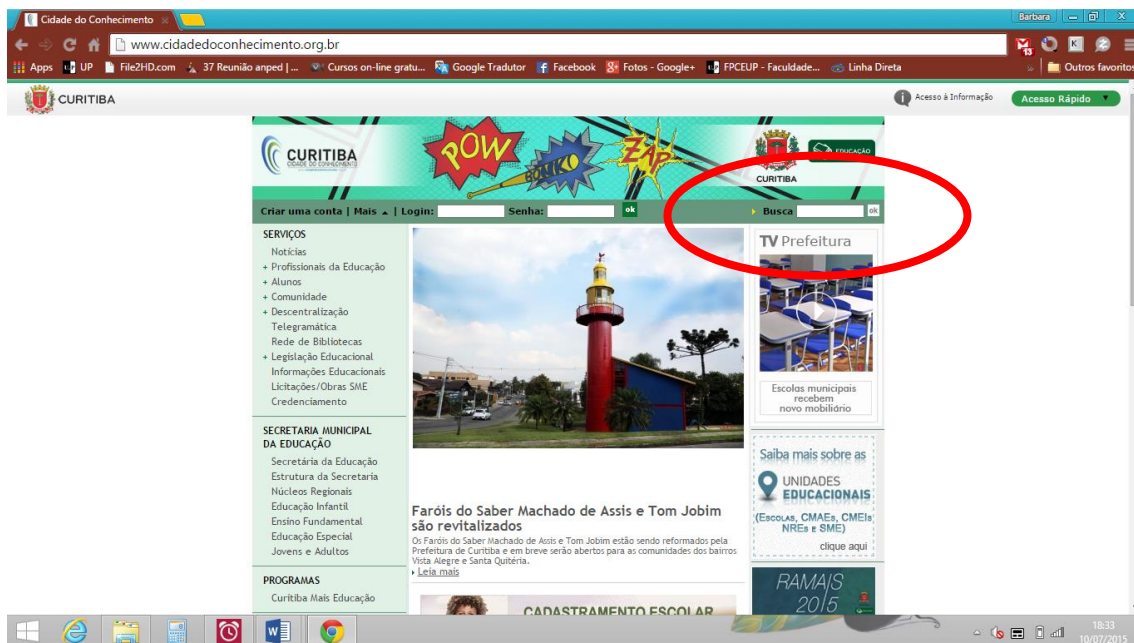 Cidade do Conhecimento
Barbara
www.cidadedoconhecimento.org.br
13
Apps UP File2HD.com 37 Reunião anped | ... Cursos on-line gratu... Google Tradutor Facebook Fotos - Google+ FPCEUP - Faculdade... Linha Direta » Outros favoritos
CURITIBA
Acesso à Informação
Acesso Rápido
CURITIBA
CIDADE DO CONHECIMENTO
POW
ZAP
EDUCAÇÃO
CURITIBA
Criar uma conta | Mais | Login: Senha: ok
Busca ok
SERVIÇOS
Notícias
+ Profissionais da Educação
+ Alunos
+ Comunidade
+ Descentralização
Telegramática
Rede de Bibliotecas
+ Legislação Educacional
Informações Educacionais
Licitações/Obras SME
Credenciamento
SECRETARIA MUNICIPAL
DA EDUCAÇÃO
Secretária da Educação
Estrutura da Secretaria
Núcleos Regionais
Educação Infantil
Ensino Fundamental
Educação Especial
Jovens e Adultos
PROGRAMAS
Curitiba Mais Educação
Faróis do Saber Machado de Assis e Tom Jobim
são revitalizados
Os Faróis do Saber Machado de Assis e Tom Jobim estão sendo reformados pela
Prefeitura de Curitiba e em breve serão abertos para as comunidades dos bairros
Vista Alegre e Santa Quitéria.
Leia mais
CADASTRAMENTO ESCOLAR
TV Prefeitura
Escolas municipais
recebem
novo mobiliário
Saiba mais sobre as
UNIDADES
EDUCACIONAIS
(Escolas, CMAEs, CMEIs
NREs e SME)
clique aqui
RAMAIS
2015
18:33
10/07/2015